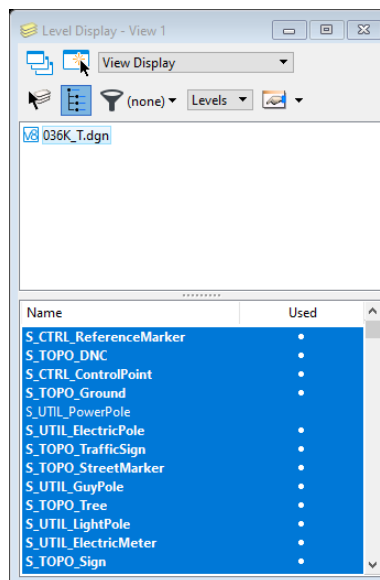 Level Display - View 1
View Display
(none) Levels
V8 036K_T.dgn
Name Used
S_CTRL_ReferenceMarker
S_TOPO_DNC
S_CTRL_ControlPoint
S_TOPO_Ground
S_UTIL_PowerPole
S_UTIL_ElectricPole
S_TOPO_TrafficSign
S_TOPO_StreetMarker
S_UTIL_GuyPole
S_TOPO_Tree
S_UTIL_LightPole
S_UTIL_ElectricMeter
S_TOPO_Sign